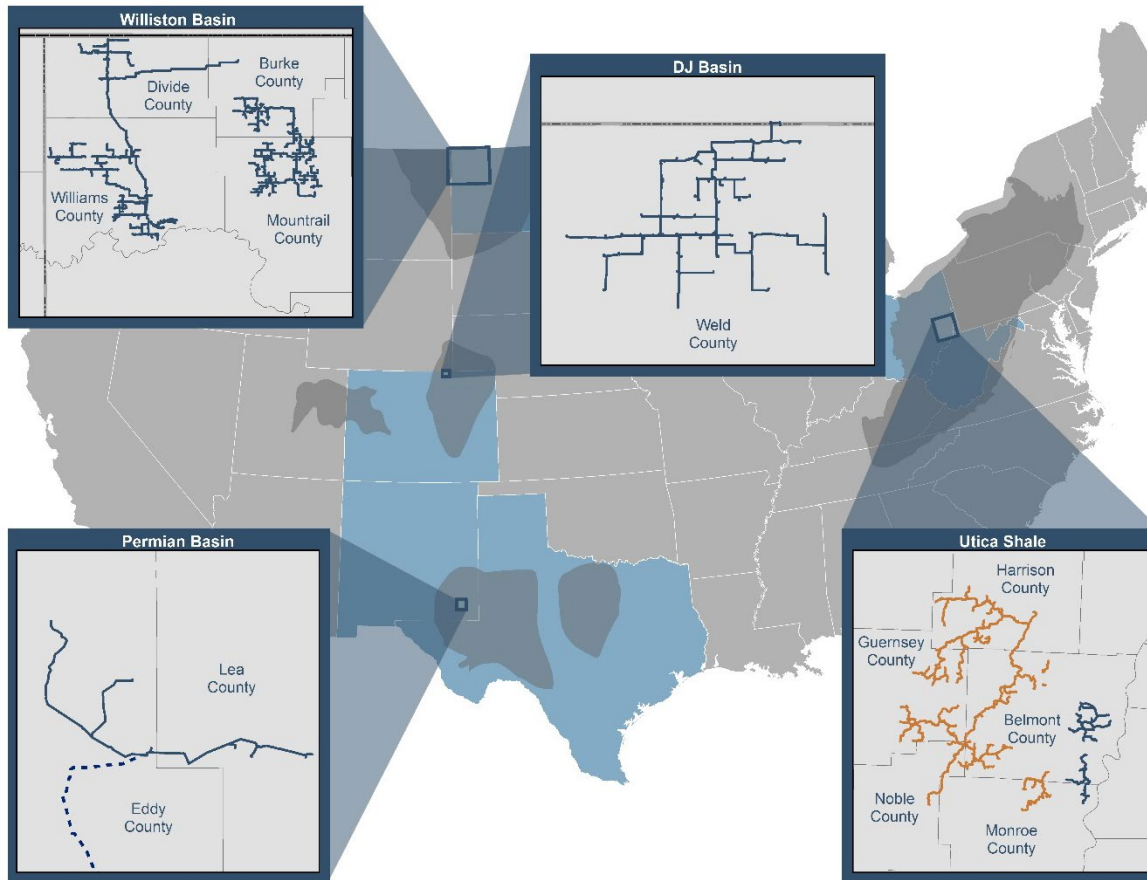 Williston Basin
Burke
County
Divide
County
Williams
County
Mountrail
County
DJ Basin
Weld
County
Permian Basin
Lea
County
Eddy
County
Utica Shale
Harrison
County
Guernsey
County
Belmont
County
Noble
County
Monroe
County